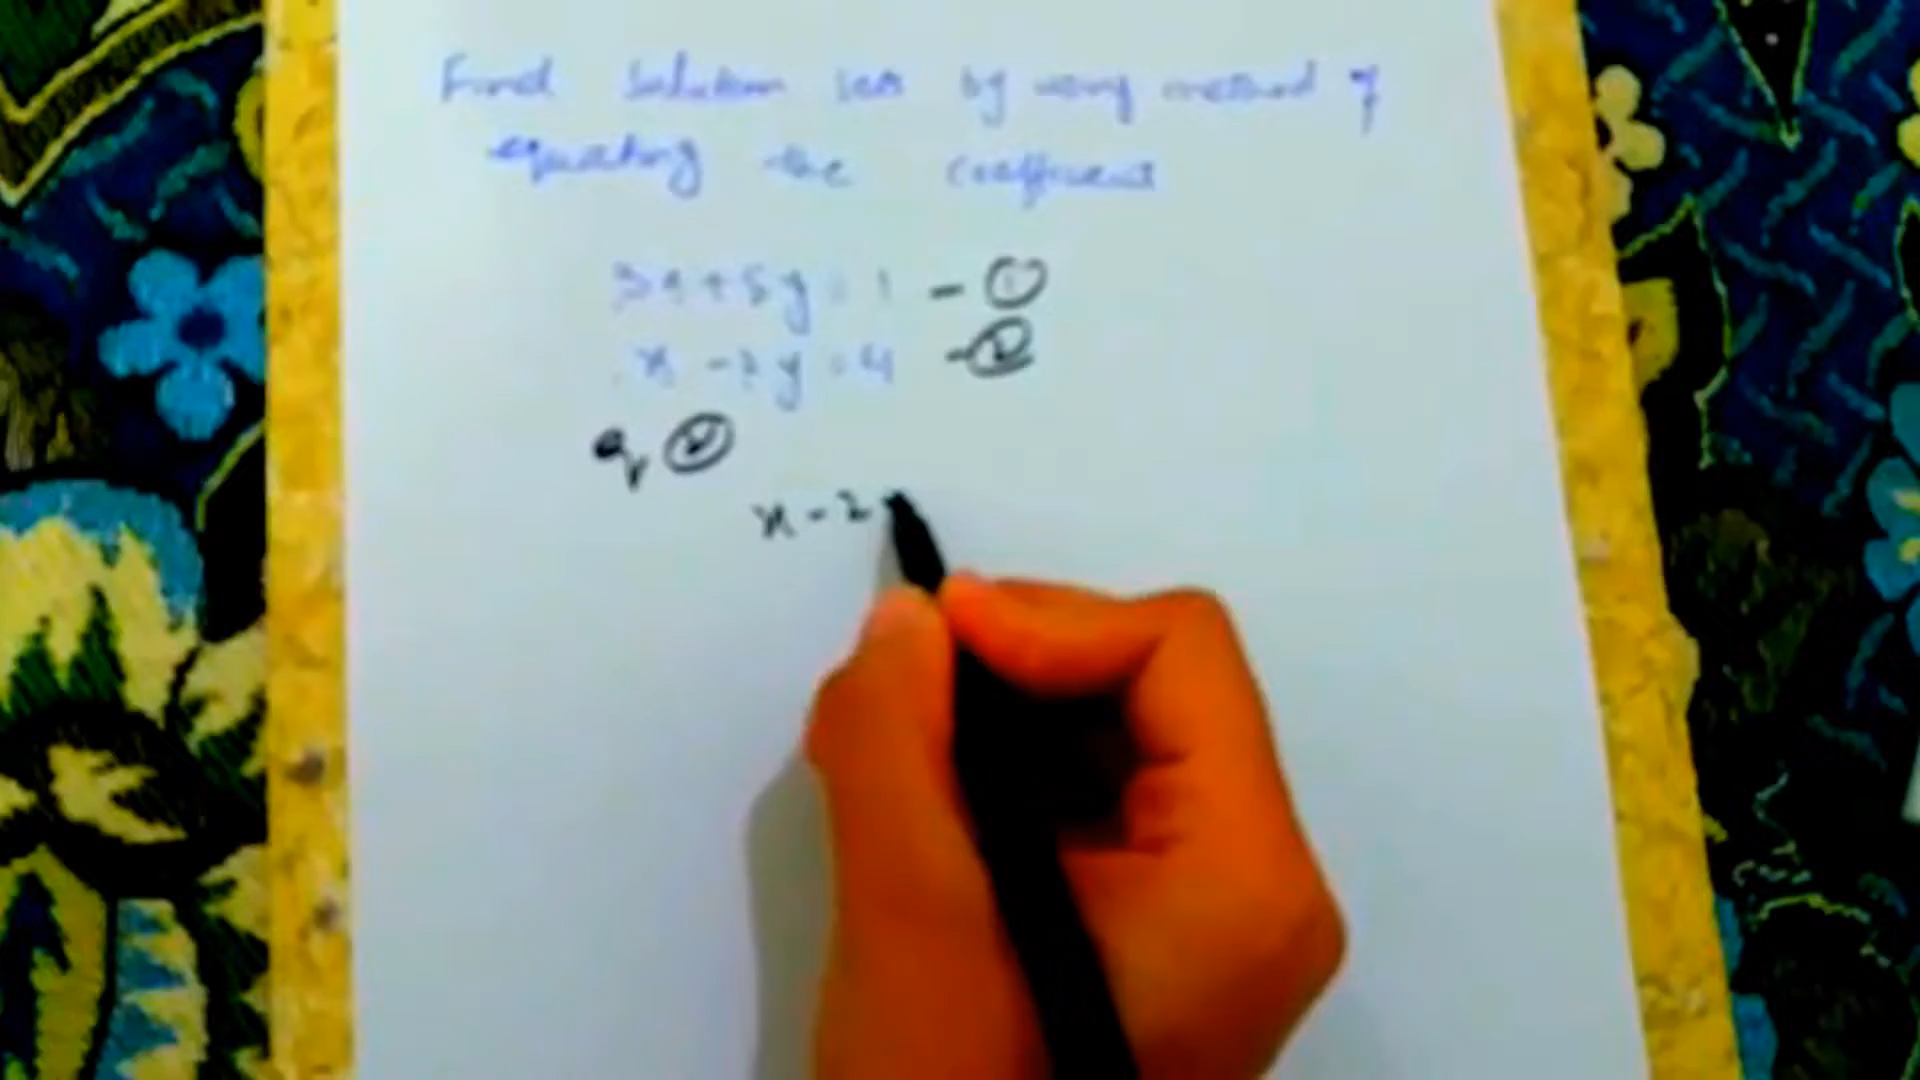 Find Solution set by using method of
equating the coefficient
3x + 5y = 1 - ①
x - 2y = 4 - ②
eq ②
x - 2y